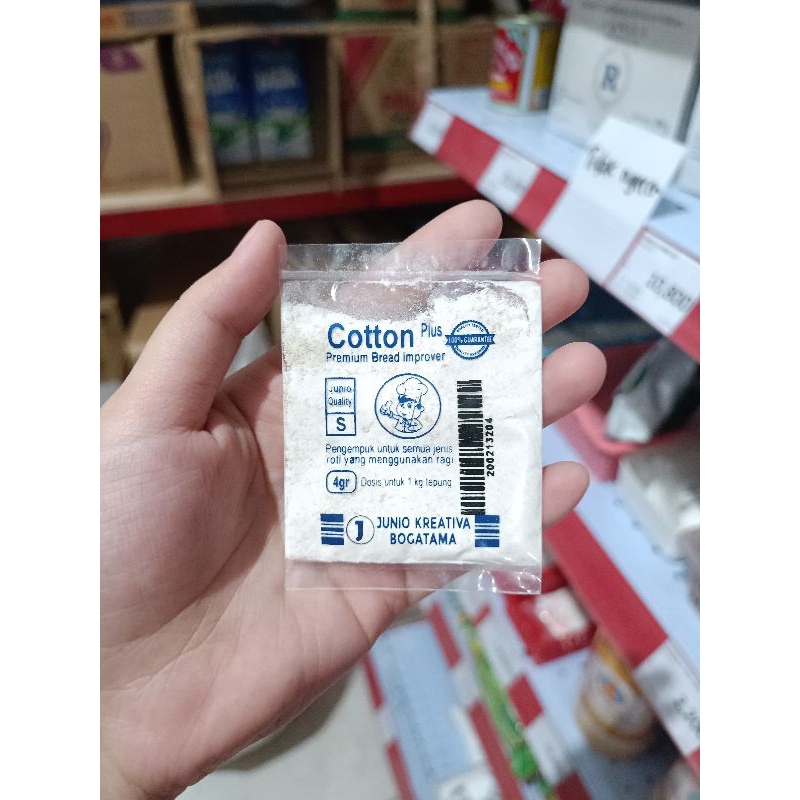 Cotton Plus
100% GUARANTEE
Premium Bread Improver
Junio
Quality
S
Pengempuk untuk semua jenis
roti yang menggunakan ragi
4gr Dosis untuk 1 kg tepung
200213204
J JUNIO KREATIVA
BOGATAMA